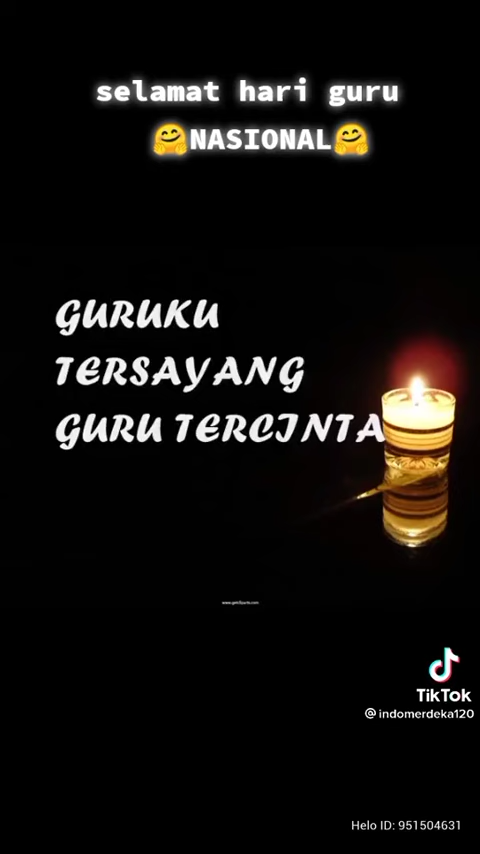 selamat hari guru
🤗NASIONAL🤗
GURUKU
TERSAYANG
GURU TERCINTA
TikTok
@indomerdeka120
Helo ID: 951504631